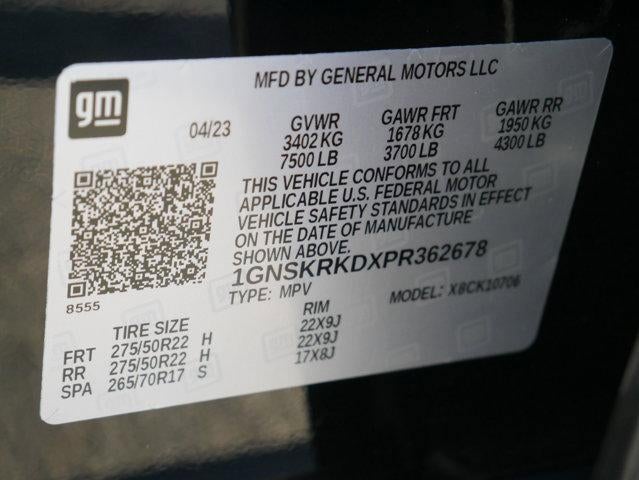 MFD BY GENERAL MOTORS LLC
gm
04/23 GVWR GAWR FRT GAWR RR
3402 KG 1678 KG 1950 KG
7500 LB 3700 LB 4300 LB
THIS VEHICLE CONFORMS TO ALL
APPLICABLE U.S. FEDERAL MOTOR
VEHICLE SAFETY STANDARDS IN EFFECT
ON THE DATE OF MANUFACTURE
SHOWN ABOVE.
1GNSKRKDXPR362678
8555
TYPE: MPV MODEL: X8CK10706
TIRE SIZE RIM
FRT 275/50R22 H 22X9J
RR 275/50R22 H 22X9J
SPA 265/70R17 S 17X8J